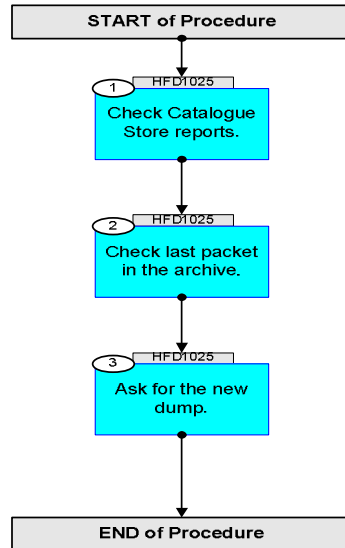 START of Procedure
HFD1025
1
Check Catalogue
Store reports.
HFD1025
2
Check last packet
in the archive.
HFD1025
3
Ask for the new
dump.
END of Procedure